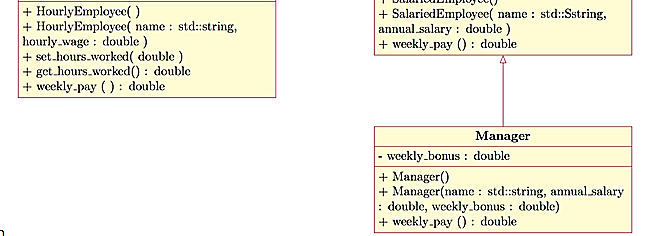 + HourlyEmployee( )
+ HourlyEmployee( name : std::string,
hourly_wage : double )
+ set_hours_worked( double )
+ get_hours_worked() : double
+ weekly_pay ( ) : double
+ SalariedEmployee()
+ SalariedEmployee( name : std::Sstring,
annual_salary : double )
+ weekly_pay () : double
Manager
- weekly_bonus : double
+ Manager()
+ Manager(name : std::string, annual_salary
: double, weekly_bonus : double)
+ weekly_pay () : double